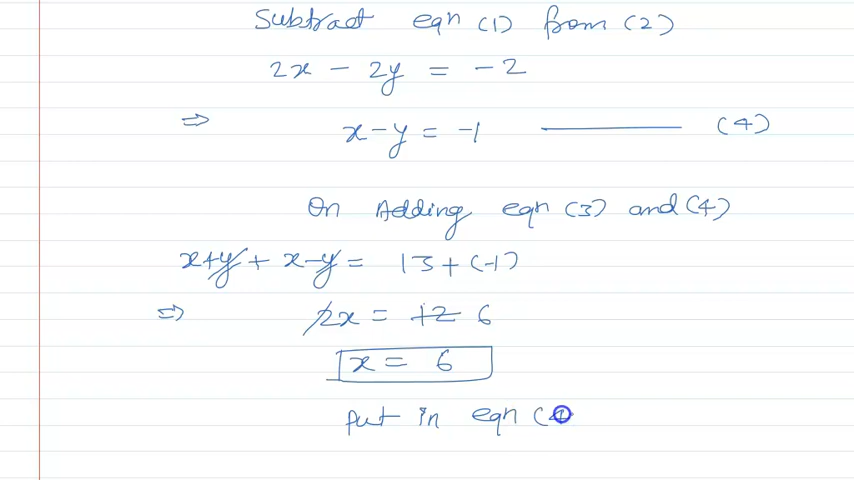 Subtract eqn (1) from (2)
2x - 2y = -2
⇒ x-y = -1 ——— (4)
On Adding eqn (3) and (4)
x+y + x-y = 13 + (-1)
⇒ 2x = 12 6
x = 6
put in eqn (4